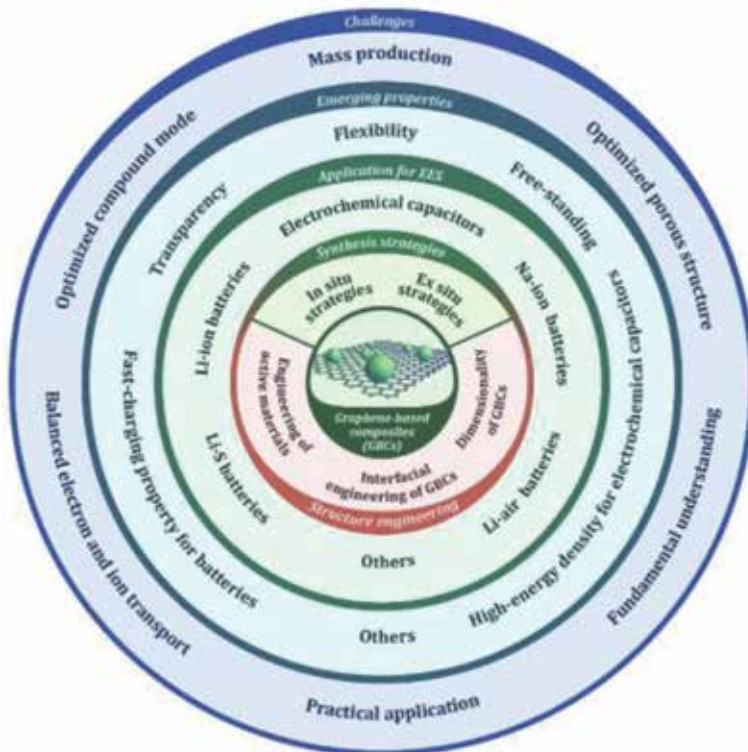 Challenges
Mass production
Optimized compound mode
Optimized porous structure
Balanced electron and ion transport
Fundamental understanding
Practical application
Emerging properties
Flexibility
Transparency
Free-standing
Fast-charging property for batteries
High-energy density for electrochemical capacitors
Others
Application for EES
Electrochemical capacitors
Li-ion batteries
Na-ion batteries
Li-S batteries
Li-air batteries
Others
Synthesis strategies
In situ
strategies
Ex situ
strategies
Engineering of
active materials
Dimensionality
of GBCs
Interfacial
engineering of GBCs
Structure engineering
Graphene-based
composites
(GBCs)